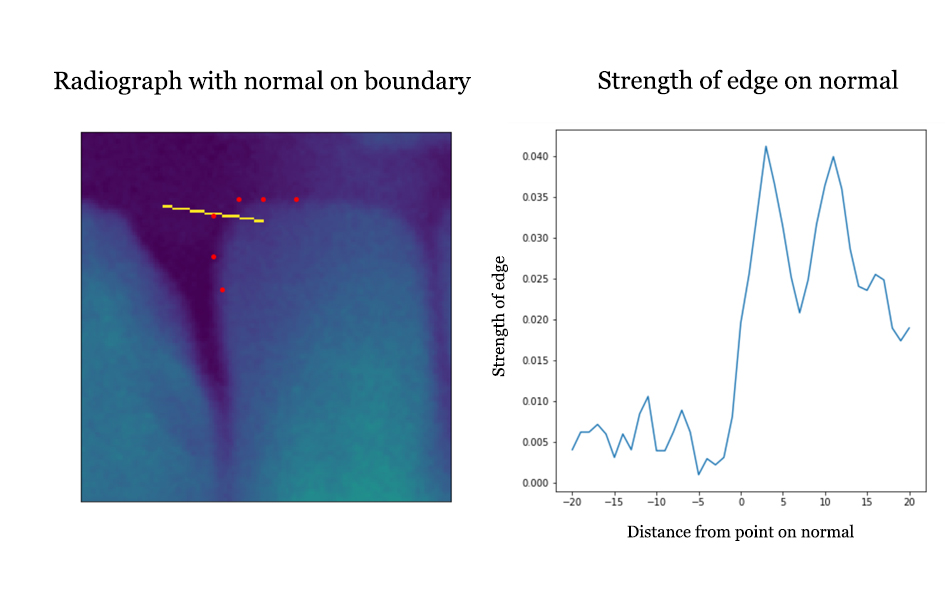 Radiograph with normal on boundary
Strength of edge on normal
Strength of edge
0.040
0.035
0.030
0.025
0.020
0.015
0.010
0.005
0.000
−20 −15 −10 −5 0 5 10 15 20
Distance from point on normal